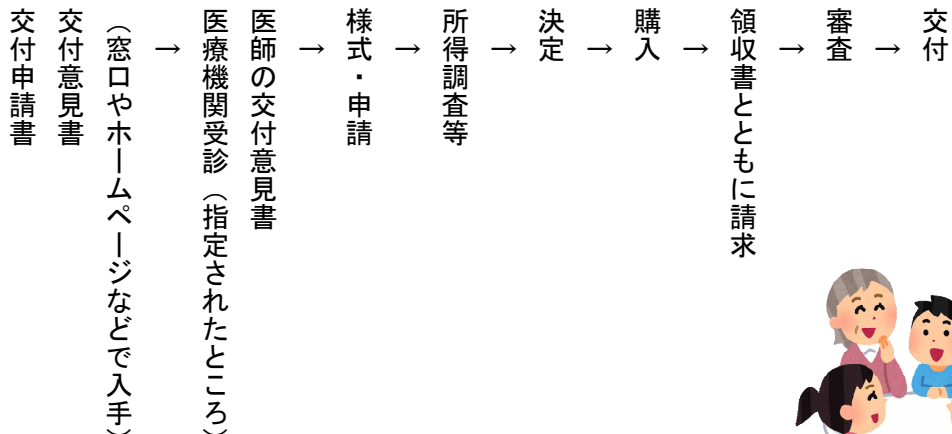 交付申請書
交付意見書
（窓口やホームページなどで入手）
→
医療機関受診（指定されたところ）
医師の交付意見書
→
様式・申請
→
所得調査等
→
決定
→
購入
→
領収書とともに請求
→
審査
→
交付